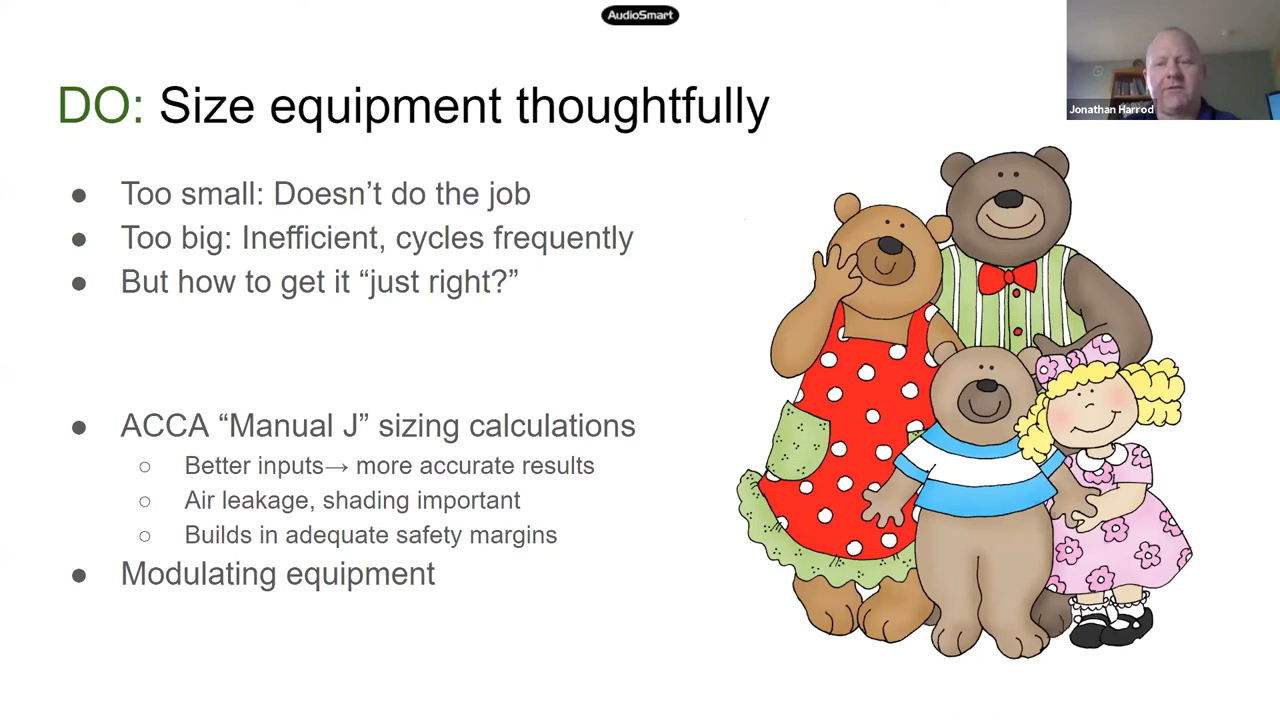 AudioSmart
Jonathan Harrod
DO: Size equipment thoughtfully
● Too small: Doesn’t do the job
● Too big: Inefficient, cycles frequently
● But how to get it “just right?”
● ACCA “Manual J” sizing calculations
○ Better inputs→ more accurate results
○ Air leakage, shading important
○ Builds in adequate safety margins
● Modulating equipment